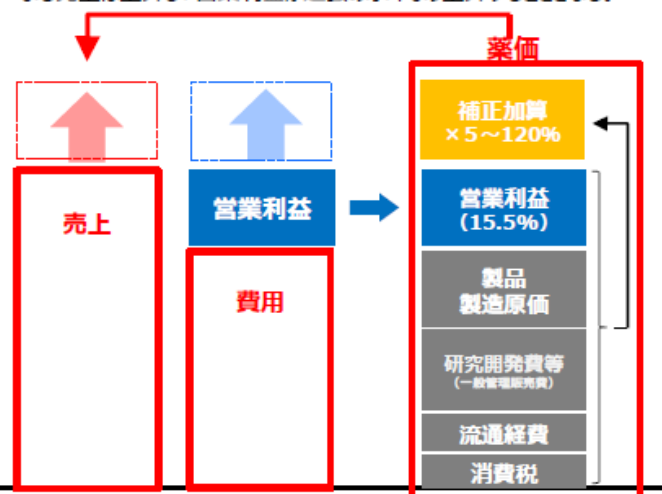 薬価
補正加算
×5~120%
売上
営業利益
営業利益
(15.5%)
費用
製品
製造原価
研究開発費等
(一般管理販売費)
流通経費
消費税